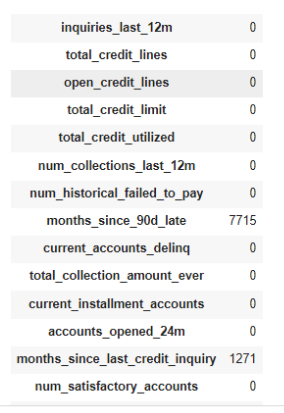 inquiries_last_12m 0
total_credit_lines 0
open_credit_lines 0
total_credit_limit 0
total_credit_utilized 0
num_collections_last_12m 0
num_historical_failed_to_pay 0
months_since_90d_late 7715
current_accounts_delinq 0
total_collection_amount_ever 0
current_installment_accounts 0
accounts_opened_24m 0
months_since_last_credit_inquiry 1271
num_satisfactory_accounts 0